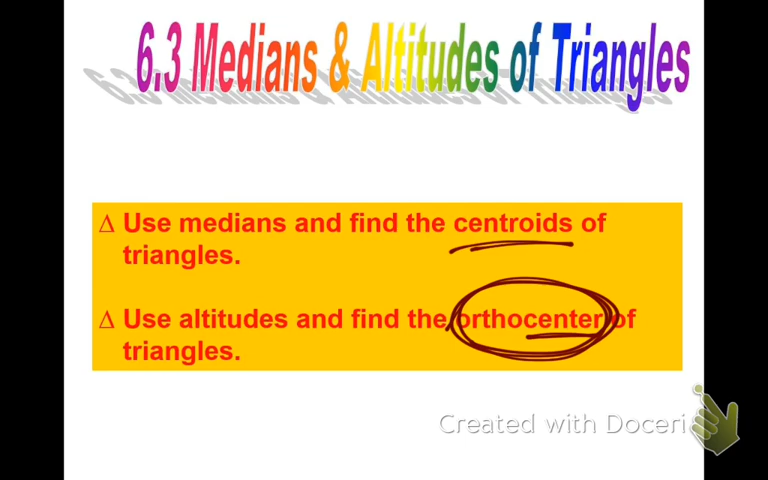 6.3 Medians & Altitudes of Triangles
∆ Use medians and find the centroids of
triangles.
∆ Use altitudes and find the orthocenter of
triangles.
Created with Doceri